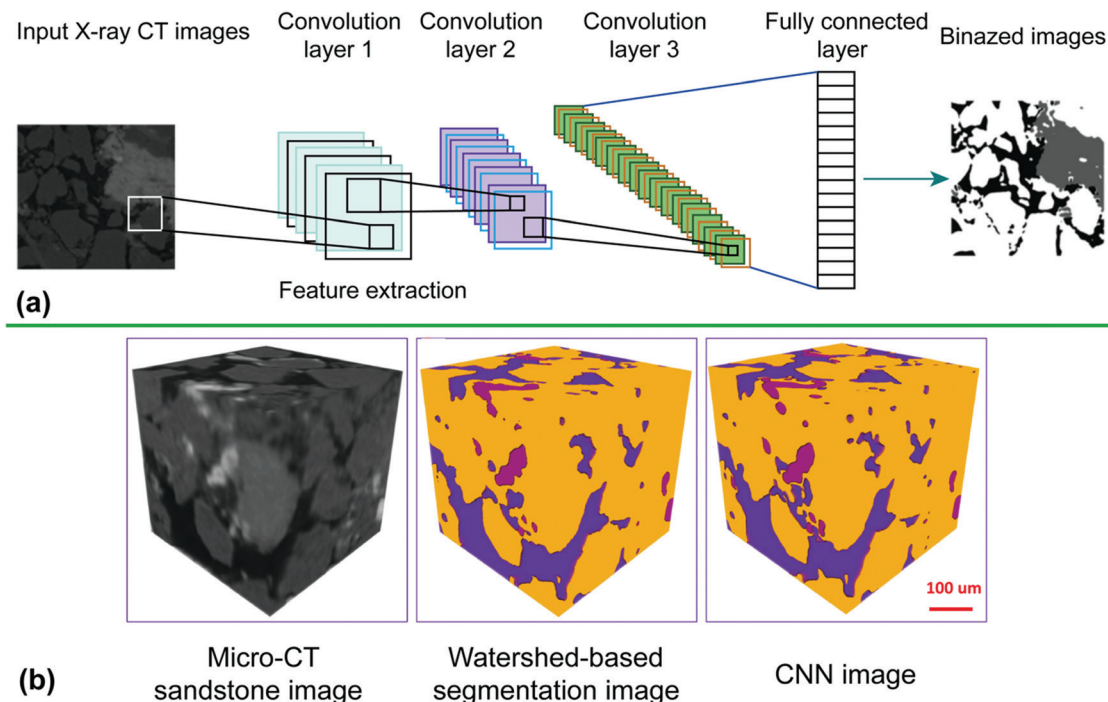 Input X-ray CT images
Convolution
layer 1
Convolution
layer 2
Convolution
layer 3
Fully connected
layer
Binazed images
Feature extraction
(a)
100 um
Micro-CT
sandstone image
Watershed-based
segmentation image
CNN image
(b)